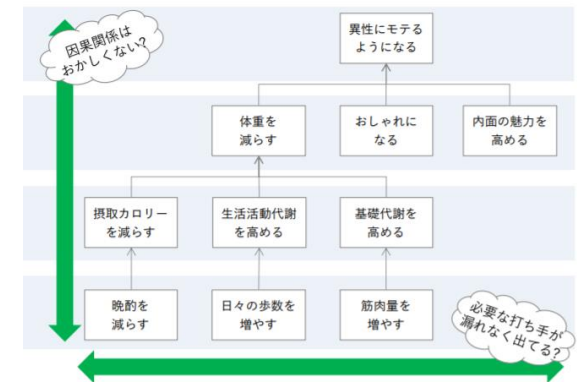 因果関係は
おかしくない?
異性にモテる
ようになる
体重を
減らす
おしゃれに
なる
内面の魅力を
高める
摂取カロリー
を減らす
生活活動代謝
を高める
基礎代謝を
高める
晩酌を
減らす
日々の歩数を
増やす
筋肉量を
増やす
必要な打ち手が
漏れなく出てる?